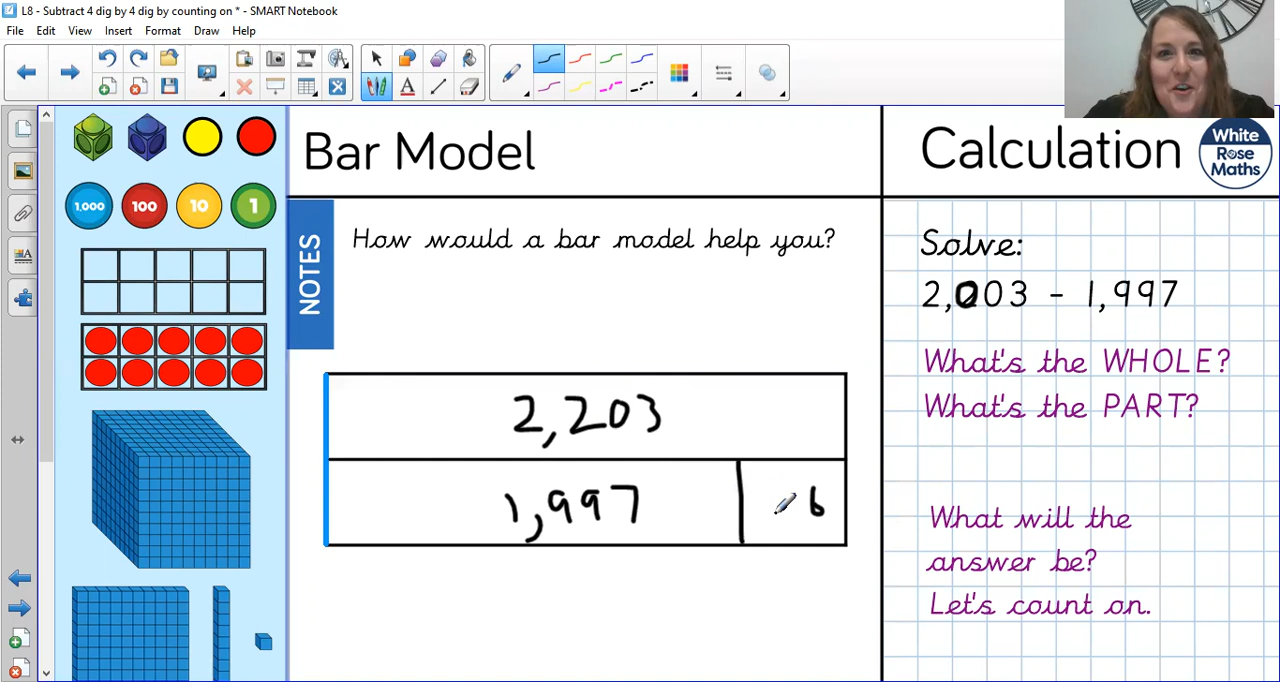 L8 - Subtract 4 dig by 4 dig by counting on * - SMART Notebook
File Edit View Insert Format Draw Help
Bar Model
Calculation
White
Rose
Maths
1,000 100 10 1
NOTES
How would a bar model help you?
Solve:
2,003 - 1,997
What's the WHOLE?
What's the PART?
2,203
1,997 6
What will the
answer be?
Let's count on.